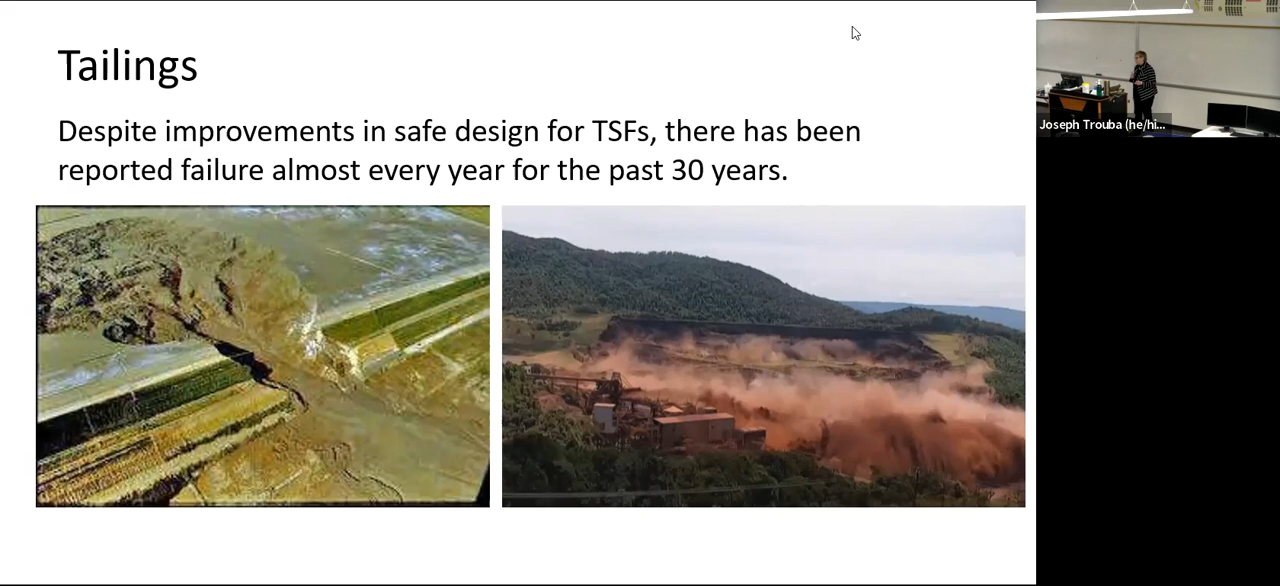 Tailings
Despite improvements in safe design for TSFs, there has been
reported failure almost every year for the past 30 years.
Joseph Trouba (he/hi...